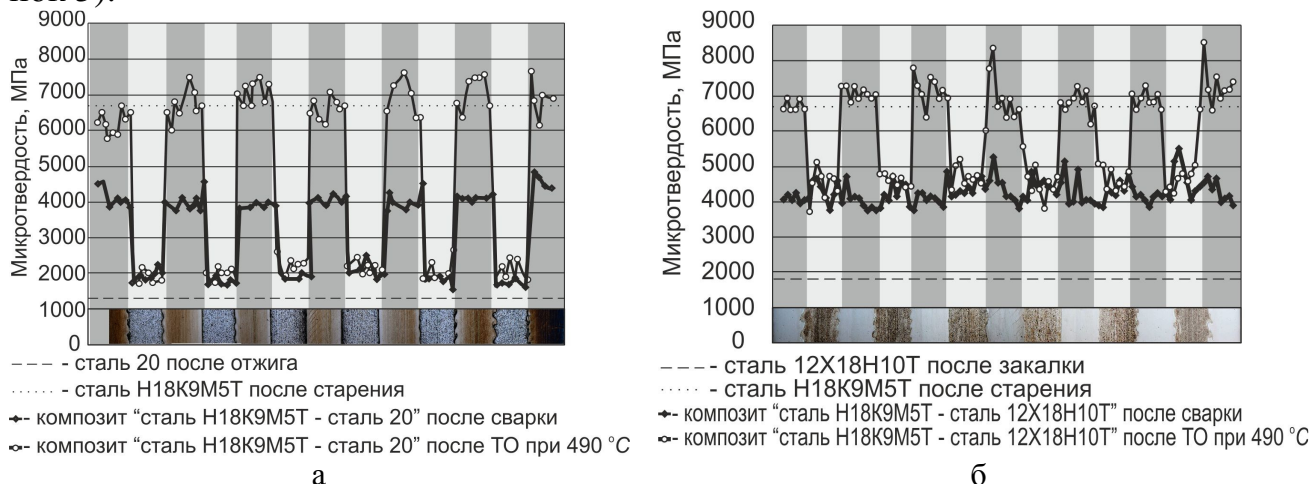 9000
8000
7000
6000
5000
4000
3000
2000
1000
0
Микротвердость, МПа
--- - сталь 20 после отжига
...... - сталь Н18К9М5Т после старения
- композит “сталь Н18К9М5Т - сталь 20” после сварки
- композит “сталь Н18К9М5Т - сталь 20” после ТО при 490 °С
а
9000
8000
7000
6000
5000
4000
3000
2000
1000
0
Микротвердость, МПа
--- - сталь 12Х18Н10Т после закалки
..... - сталь Н18К9М5Т после старения
- композит “сталь Н18К9М5Т - сталь 12Х18Н10Т” после сварки
- композит “сталь Н18К9М5Т - сталь 12Х18Н10Т” после ТО при 490 °С
б